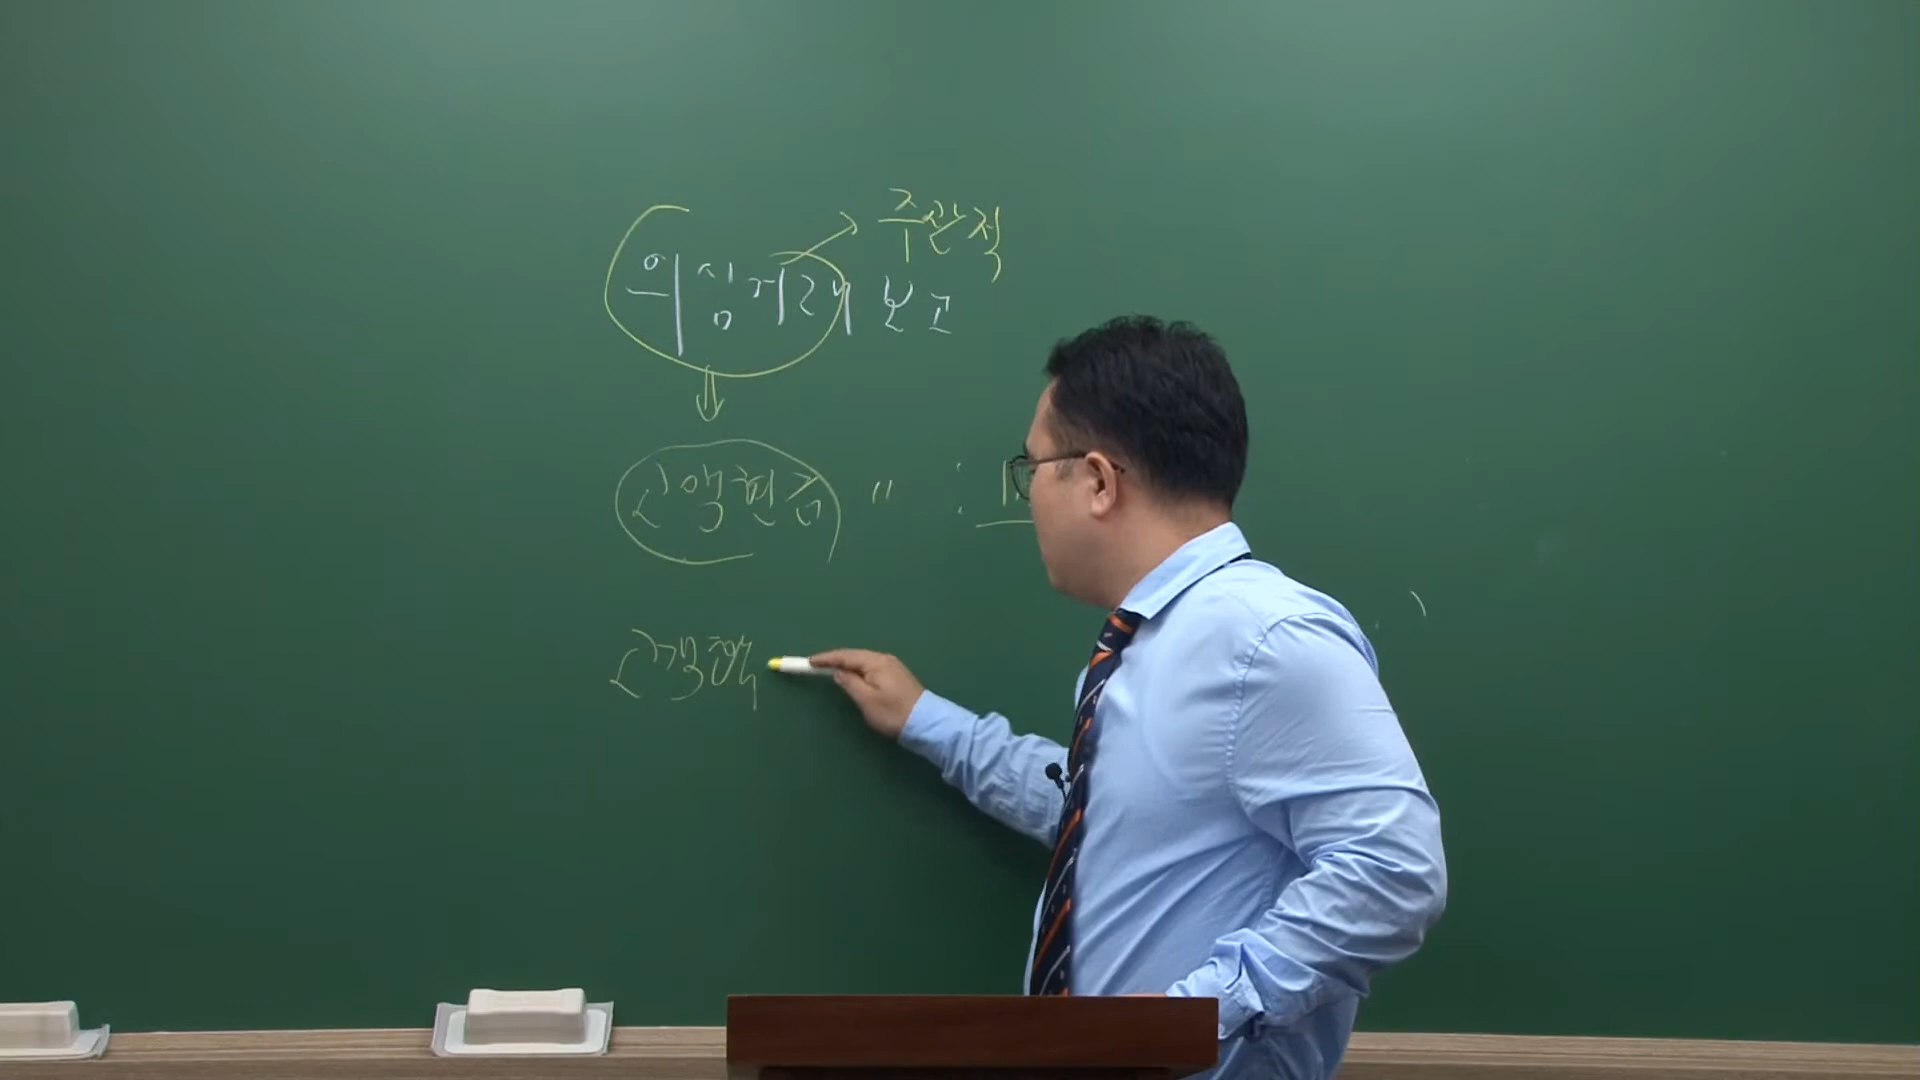 주관적
의심거래 보고
고액현금 〃 :
고객확